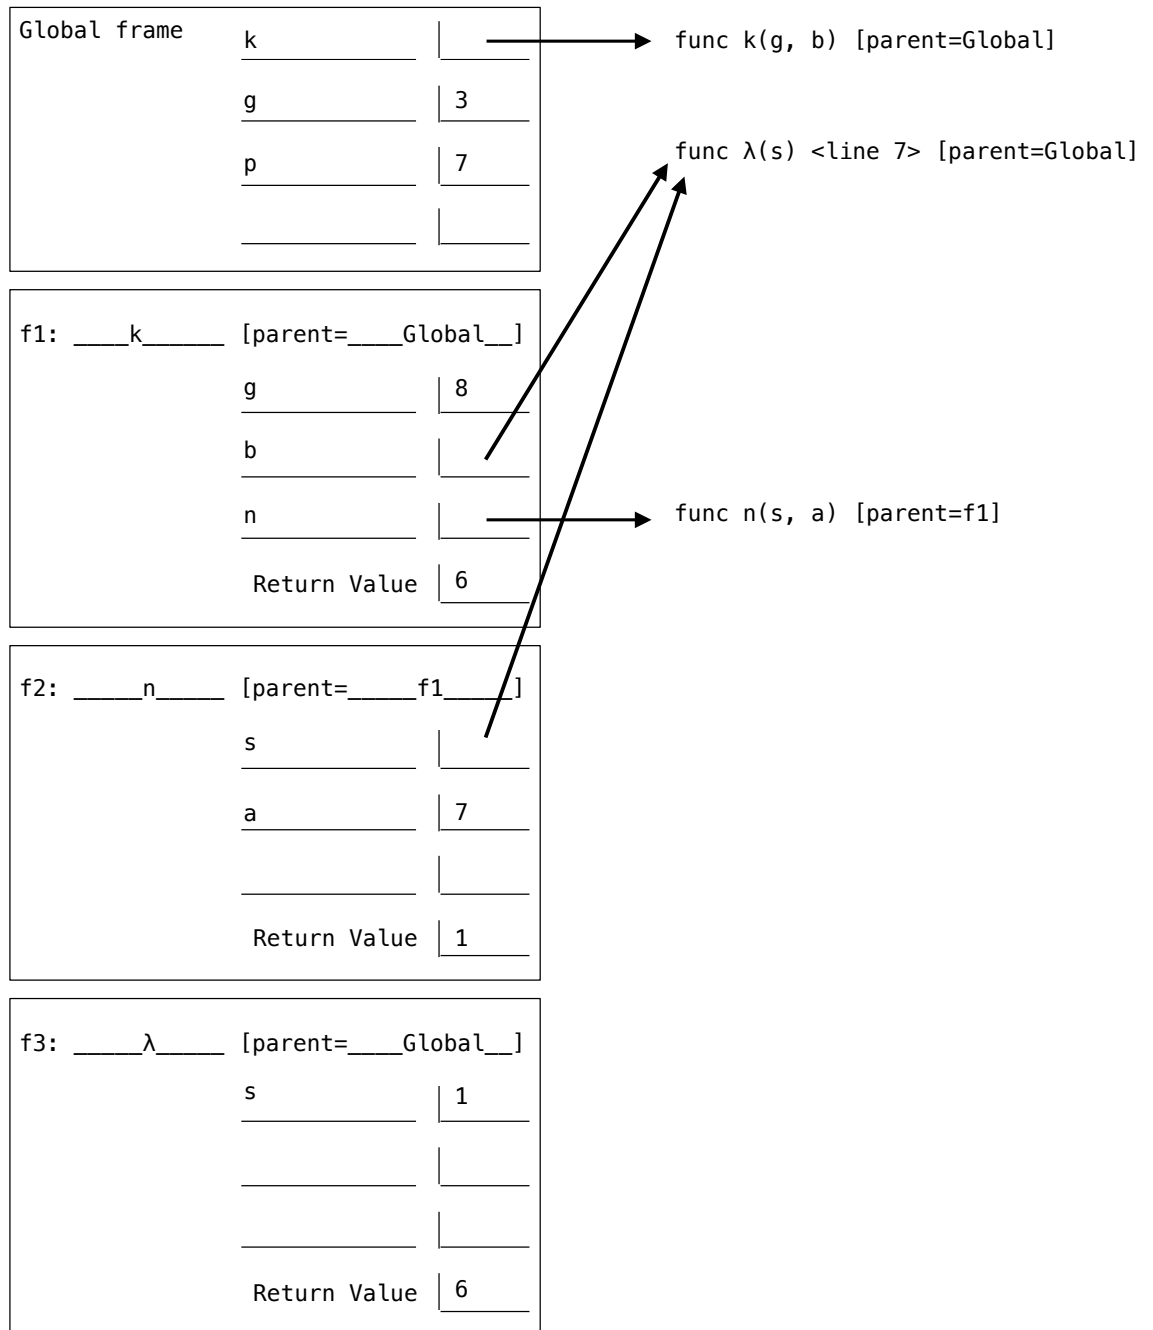 Global frame
k
func k(g, b) [parent=Global]
g 3
func λ(s) <line 7> [parent=Global]
p 7
f1: ____k______ [parent=____Global__]
g 8
b
n
func n(s, a) [parent=f1]
Return Value 6
f2: _____n_____ [parent=_____f1_____]
s
a 7
Return Value 1
f3: _____λ_____ [parent=____Global__]
s 1
Return Value 6